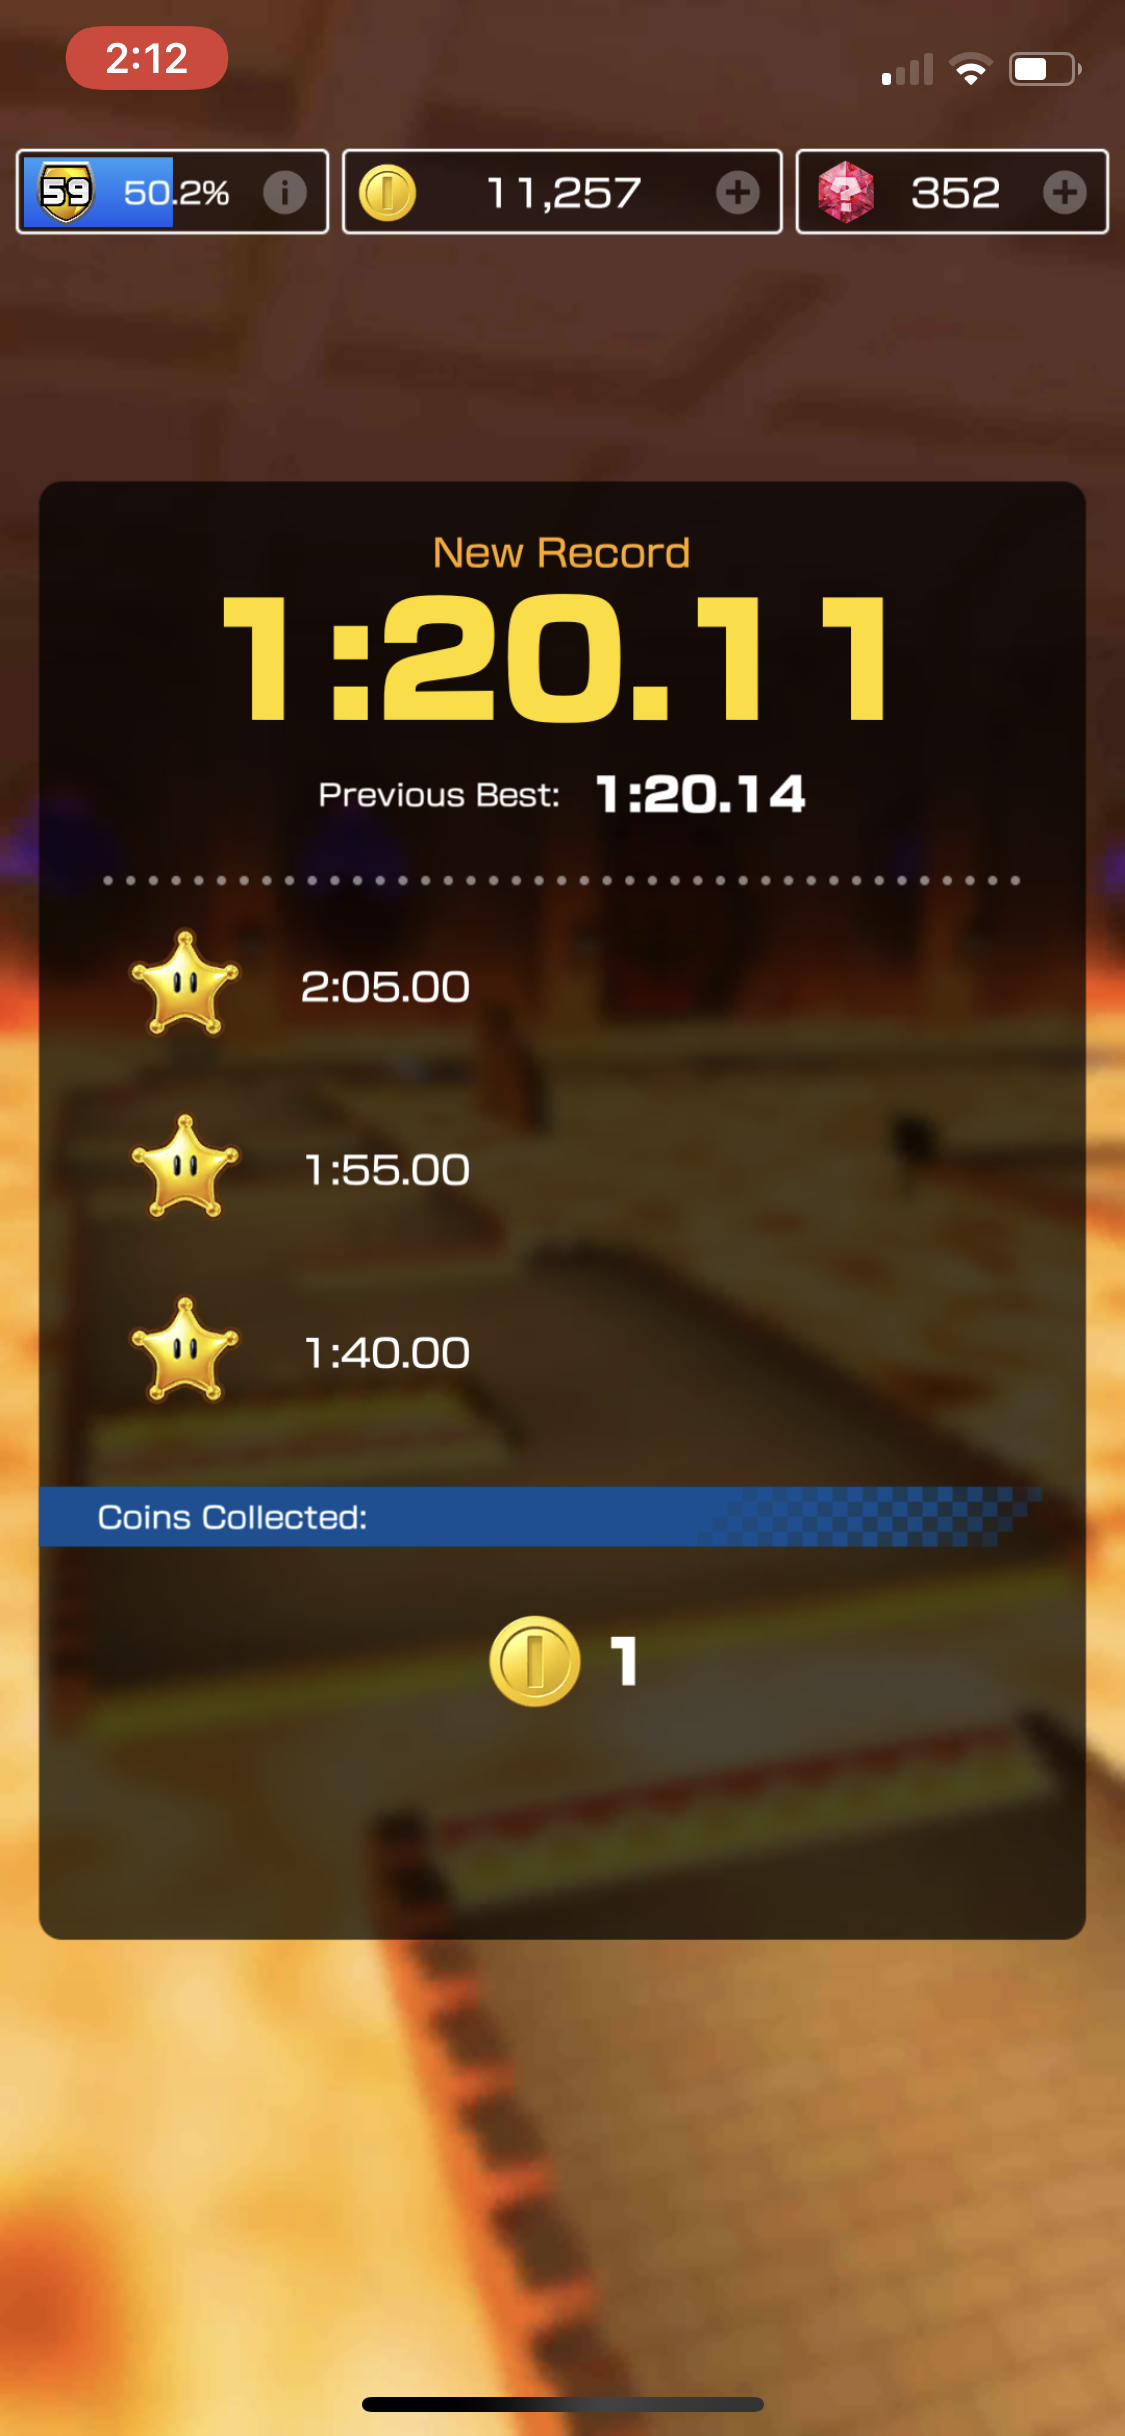 2:12
59 50.2% i 11,257 + ? 352 +
New Record
1:20.11
Previous Best: 1:20.14
2:05.00
1:55.00
1:40.00
Coins Collected:
1